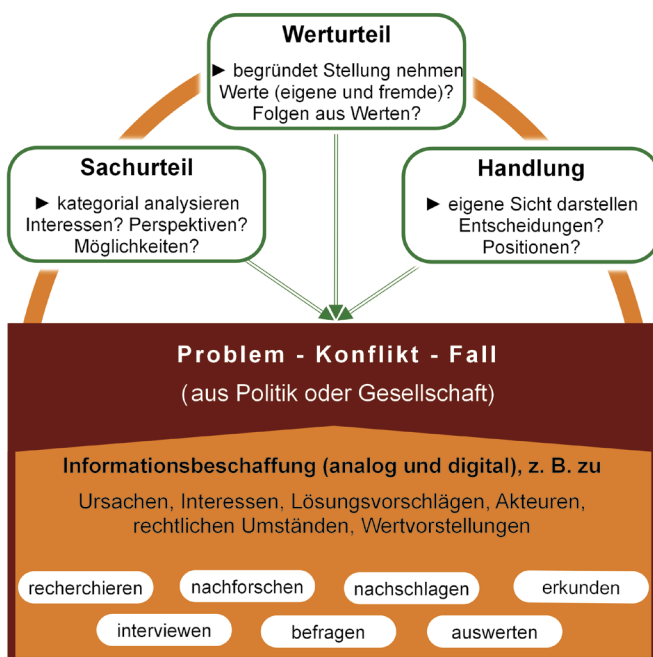 Werturteil
► begründet Stellung nehmen
Werte (eigene und fremde)?
Folgen aus Werten?
Sachurteil
► kategorial analysieren
Interessen? Perspektiven?
Möglichkeiten?
Handlung
► eigene Sicht darstellen
Entscheidungen?
Positionen?
Problem - Konflikt - Fall
(aus Politik oder Gesellschaft)
Informationsbeschaffung (analog und digital), z. B. zu
Ursachen, Interessen, Lösungsvorschlägen, Akteuren,
rechtlichen Umständen, Wertvorstellungen
recherchieren nachforschen nachschlagen erkunden
interviewen befragen auswerten